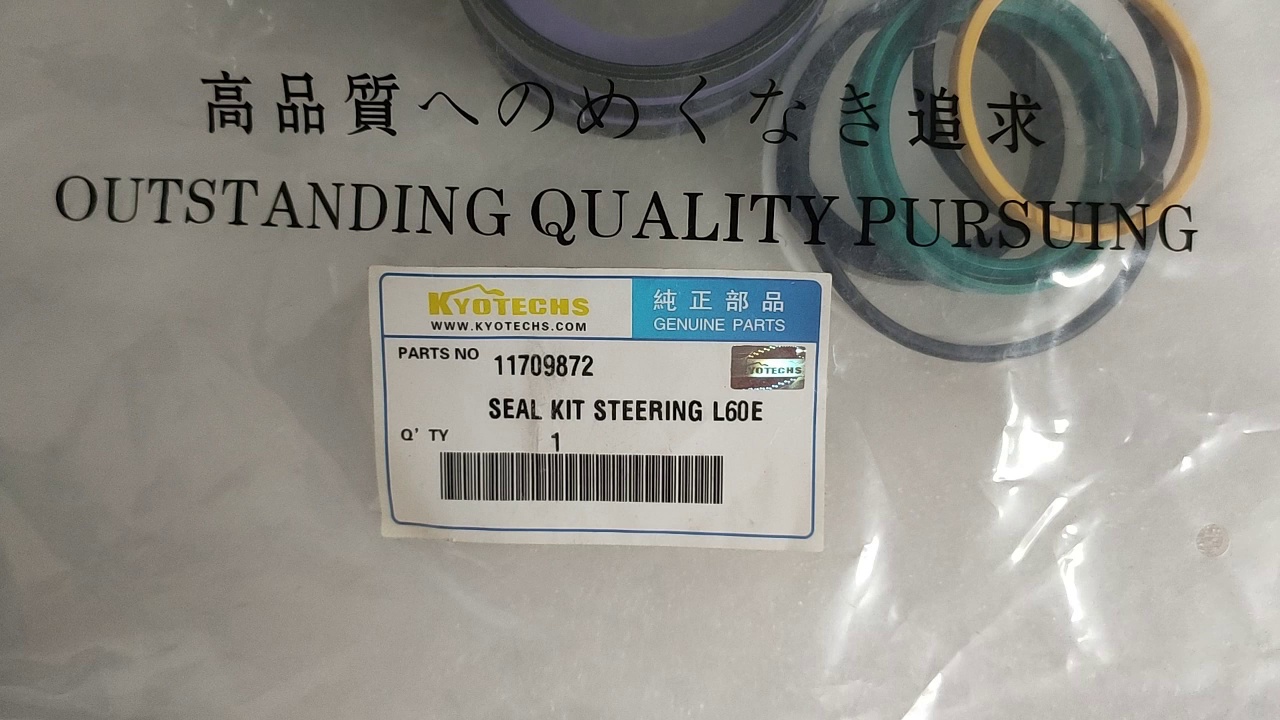 高品質へのめくなき追求
OUTSTANDING QUALITY PURSUING
KYOTECHS
WWW.KYOTECHS.COM
純正部品
GENUINE PARTS
PARTS NO 11709872
YOTECHS
SEAL KIT STEERING L60E
Q' TY 1